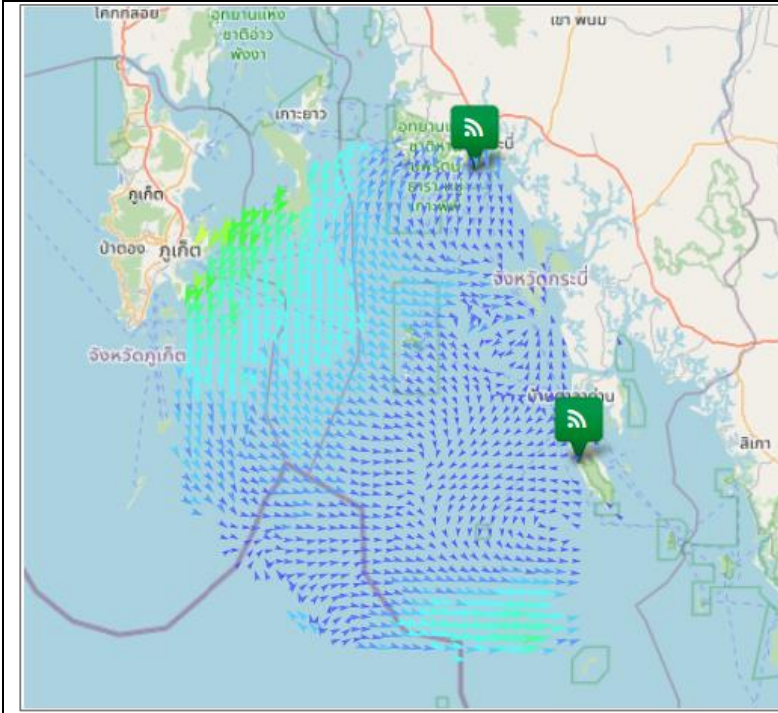 โคกกลอย
อุทยานแห่ง
ชาติอ่าว
พังงา
เขา พนม
เกาะยาว
ภูเก็ต
ป่าตอง
ภูเก็ต
จังหวัดกระบี่
จังหวัดภูเก็ต
สิเกา